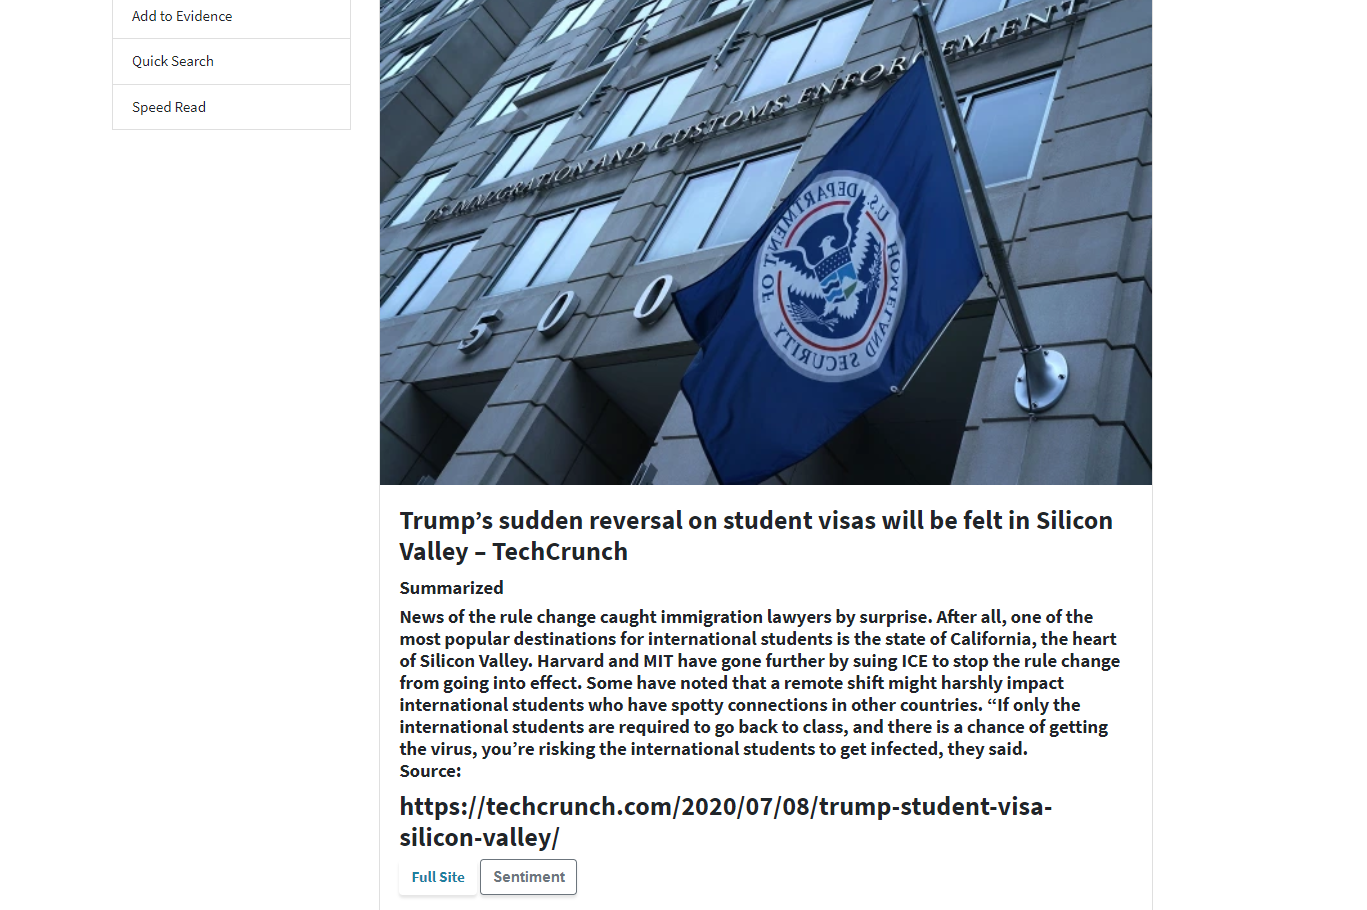 Add to Evidence
Quick Search
Speed Read
US IMMIGRATION AND CUSTOMS ENFORCEMENT
500
U.S. DEPARTMENT OF HOMELAND SECURITY
Trump’s sudden reversal on student visas will be felt in Silicon
Valley – TechCrunch
Summarized
News of the rule change caught immigration lawyers by surprise. After all, one of the
most popular destinations for international students is the state of California, the heart
of Silicon Valley. Harvard and MIT have gone further by suing ICE to stop the rule change
from going into effect. Some have noted that a remote shift might harshly impact
international students who have spotty connections in other countries. “If only the
international students are required to go back to class, and there is a chance of getting
the virus, you’re risking the international students to get infected, they said.
Source:
https://techcrunch.com/2020/07/08/trump-student-visa-
silicon-valley/
Full Site
Sentiment